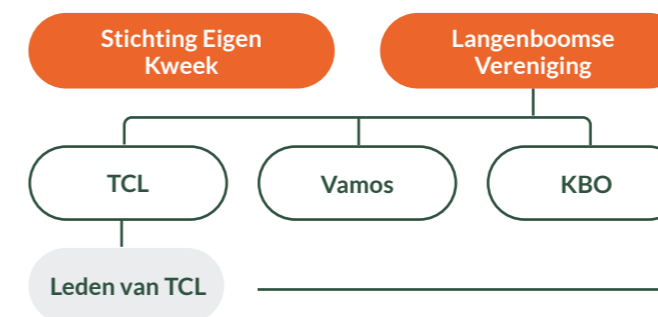 Stichting Eigen
Kweek
Langenboomse
Vereniging
TCL
Vamos
KBO
Leden van TCL